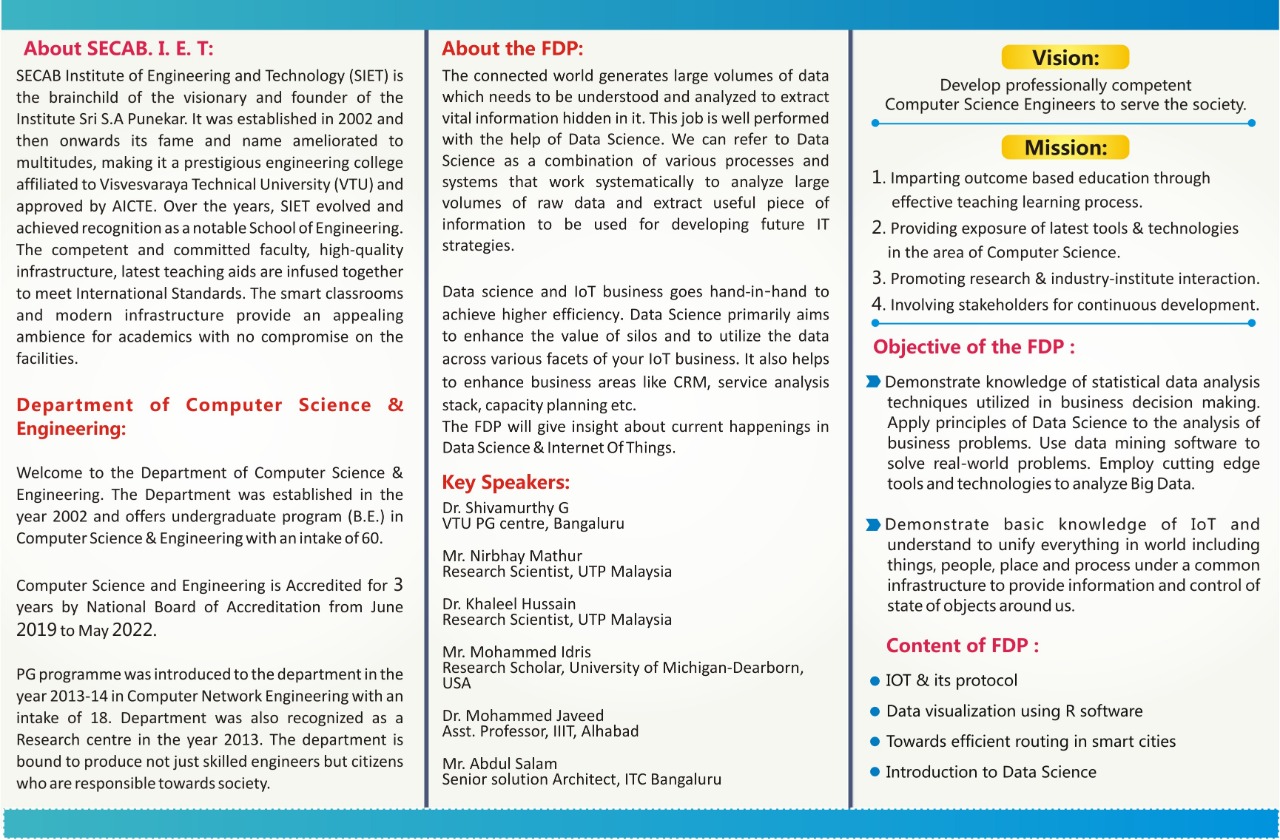 About SECAB. I. E. T:
SECAB Institute of Engineering and Technology (SIET) is
the brainchild of the visionary and founder of the
Institute Sri S.A Punekar. It was established in 2002 and
then onwards its fame and name ameliorated to
multitudes, making it a prestigious engineering college
affiliated to Visvesvaraya Technical University (VTU) and
approved by AICTE. Over the years, SIET evolved and
achieved recognition as a notable School of Engineering.
The competent and committed faculty, high-quality
infrastructure, latest teaching aids are infused together
to meet International Standards. The smart classrooms
and modern infrastructure provide an appealing
ambience for academics with no compromise on the
facilities.
Department of Computer Science &
Engineering:
Welcome to the Department of Computer Science &
Engineering. The Department was established in the
year 2002 and offers undergraduate program (B.E.) in
Computer Science & Engineering with an intake of 60.
Computer Science and Engineering is Accredited for 3
years by National Board of Accreditation from June
2019 to May 2022.
PG programme was introduced to the department in the
year 2013-14 in Computer Network Engineering with an
intake of 18. Department was also recognized as a
Research centre in the year 2013. The department is
bound to produce not just skilled engineers but citizens
who are responsible towards society.
About the FDP:
The connected world generates large volumes of data
which needs to be understood and analyzed to extract
vital information hidden in it. This job is well performed
with the help of Data Science. We can refer to Data
Science as a combination of various processes and
systems that work systematically to analyze large
volumes of raw data and extract useful piece of
information to be used for developing future IT
strategies.
Data science and IoT business goes hand-in-hand to
achieve higher efficiency. Data Science primarily aims
to enhance the value of silos and to utilize the data
across various facets of your IoT business. It also helps
to enhance business areas like CRM, service analysis
stack, capacity planning etc.
The FDP will give insight about current happenings in
Data Science & Internet Of Things.
Key Speakers:
Dr. Shivamurthy G
VTU PG centre, Bangaluru
Mr. Nirbhay Mathur
Research Scientist, UTP Malaysia
Dr. Khaleel Hussain
Research Scientist, UTP Malaysia
Mr. Mohammed Idris
Research Scholar, University of Michigan-Dearborn,
USA
Dr. Mohammed Javeed
Asst. Professor, IIIT, Alhabad
Mr. Abdul Salam
Senior solution Architect, ITC Bangaluru
Vision:
Develop professionally competent
Computer Science Engineers to serve the society.
Mission:
1. Imparting outcome based education through
effective teaching learning process.
2. Providing exposure of latest tools & technologies
in the area of Computer Science.
3. Promoting research & industry-institute interaction.
4. Involving stakeholders for continuous development.
Objective of the FDP :
Demonstrate knowledge of statistical data analysis
techniques utilized in business decision making.
Apply principles of Data Science to the analysis of
business problems. Use data mining software to
solve real-world problems. Employ cutting edge
tools and technologies to analyze Big Data.
Demonstrate basic knowledge of IoT and
understand to unify everything in world including
things, people, place and process under a common
infrastructure to provide information and control of
state of objects around us.
Content of FDP :
● IOT & its protocol
● Data visualization using R software
● Towards efficient routing in smart cities
● Introduction to Data Science